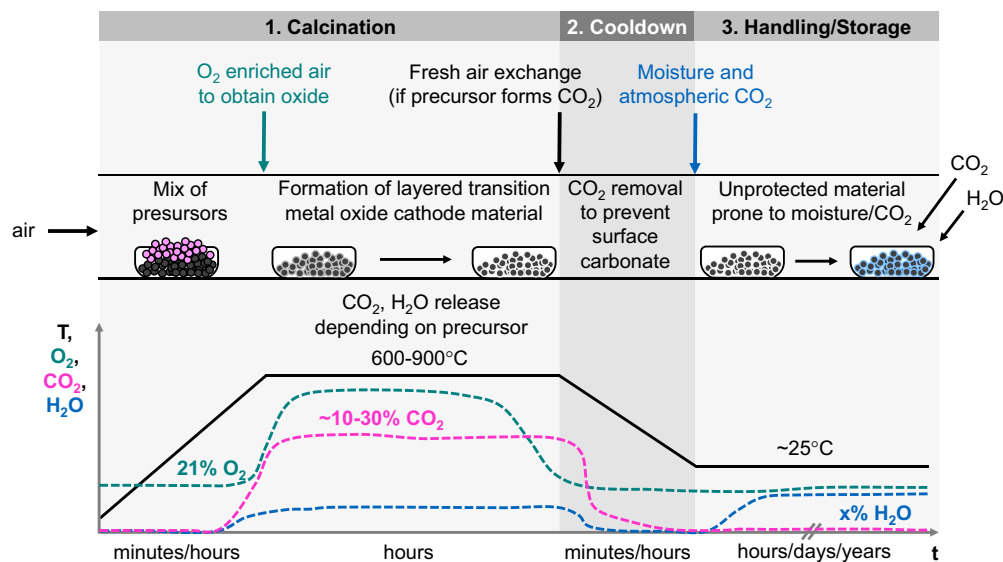 1. Calcination
2. Cooldown
3. Handling/Storage
O₂ enriched air
to obtain oxide
Fresh air exchange
(if precursor forms CO₂)
Moisture and
atmospheric CO₂
air
Mix of
presursors
Formation of layered transition
metal oxide cathode material
CO₂ removal
to prevent
surface
carbonate
Unprotected material
prone to moisture/CO₂
CO₂
H₂O
T,
O₂,
CO₂,
H₂O
CO₂, H₂O release
depending on precursor
600-900°C
~10-30% CO₂
21% O₂
~25°C
x% H₂O
minutes/hours
hours
minutes/hours
hours/days/years
t